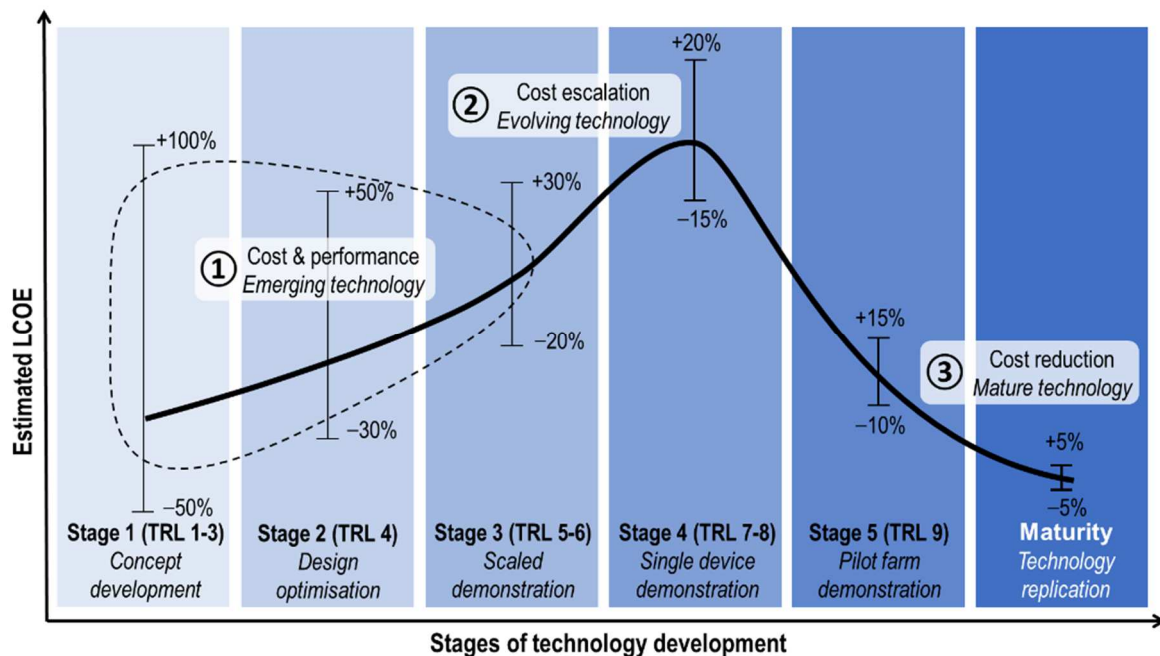 +20%
Cost escalation
②
Evolving technology
+100%
+30%
+50%
−15%
Cost & performance
①
Emerging technology
−20%
+15%
Cost reduction
③
Mature technology
−10%
−30%
+5%
−50%
−5%
Estimated LCOE
Stage 1 (TRL 1-3)
Concept
development
Stage 2 (TRL 4)
Design
optimisation
Stage 3 (TRL 5-6)
Scaled
demonstration
Stage 4 (TRL 7-8)
Single device
demonstration
Stage 5 (TRL 9)
Pilot farm
demonstration
Maturity
Technology
replication
Stages of technology development